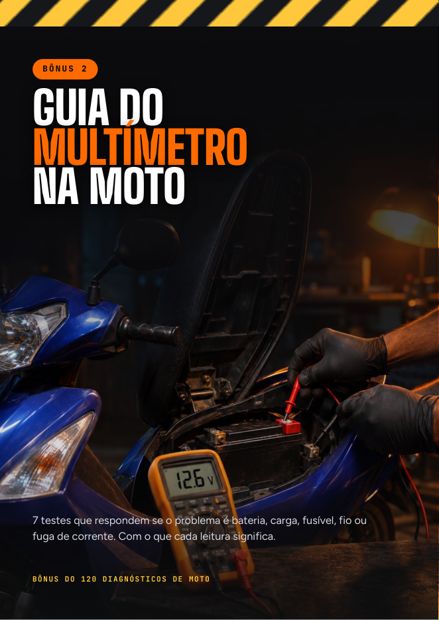 BÔNUS 2
GUIA DO
MULTÍMETRO
NA MOTO
12.6 V
7 testes que respondem se o problema é bateria, carga, fusível, fio ou
fuga de corrente. Com o que cada leitura significa.
BÔNUS DO 120 DIAGNÓSTICOS DE MOTO